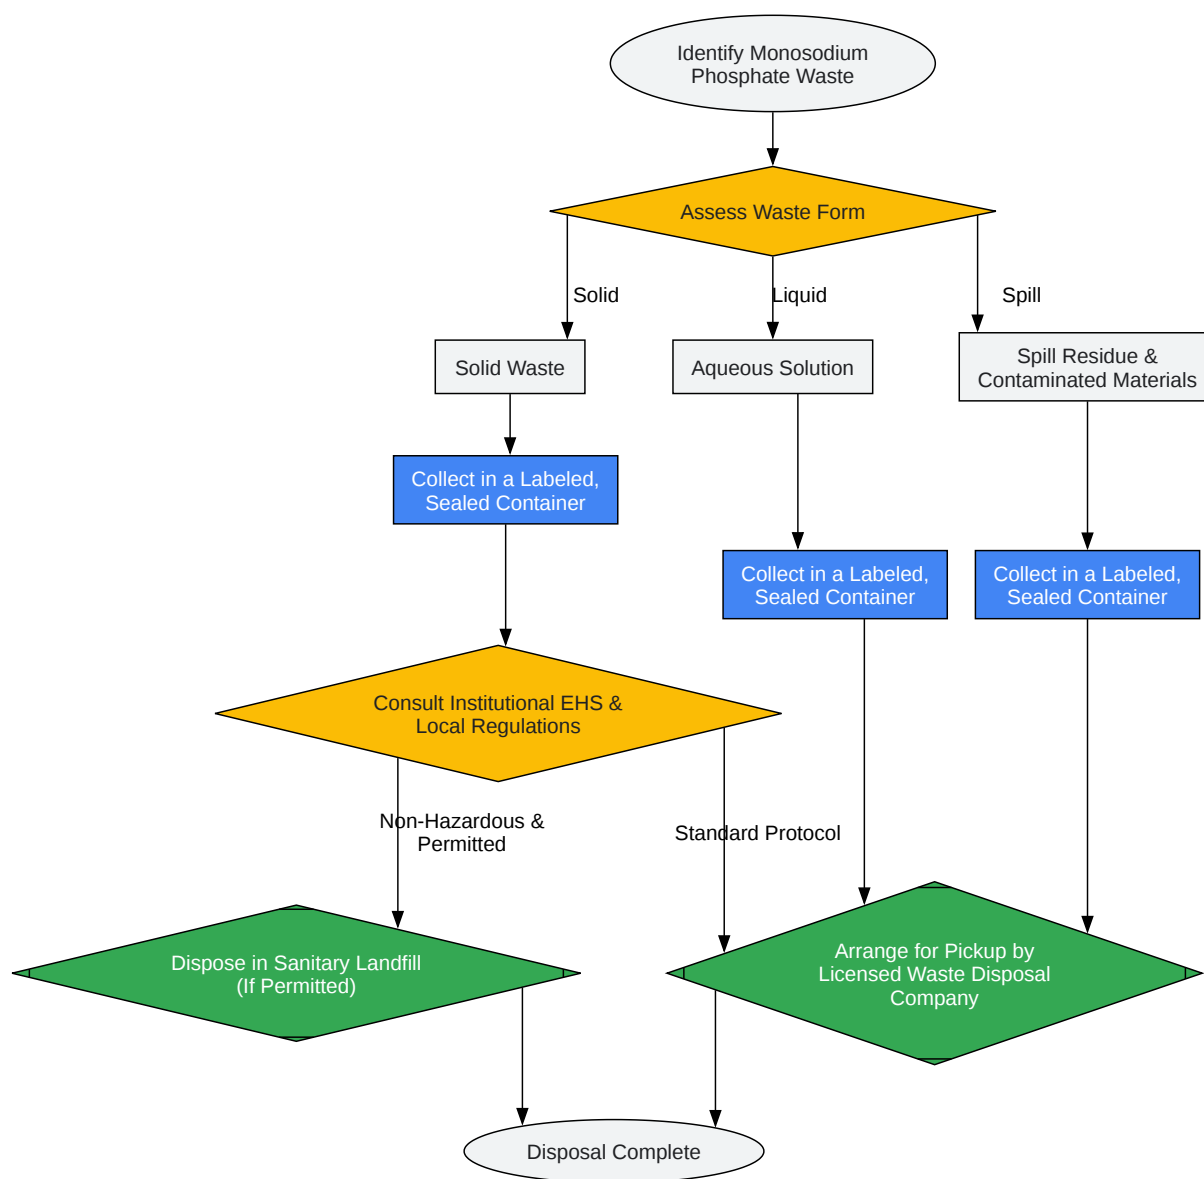 Identify Monosodium
Phosphate Waste
Assess Waste Form
Solid
Liquid
Spill
Solid Waste
Aqueous Solution
Spill Residue &
Contaminated Materials
Collect in a Labeled,
Sealed Container
Collect in a Labeled,
Sealed Container
Collect in a Labeled,
Sealed Container
Consult Institutional EHS &
Local Regulations
Non-Hazardous &
Permitted
Standard Protocol
Dispose in Sanitary Landfill
(If Permitted)
Arrange for Pickup by
Licensed Waste Disposal
Company
Disposal Complete